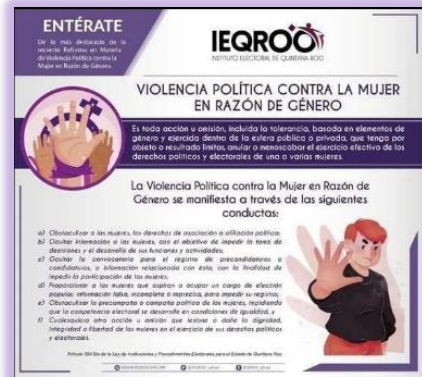 ENTÉRATE
De lo más destacado de la
reciente Reforma en Materia
de Violencia Política contra la
Mujer en Razón de Género.
IEQROO
INSTITUTO ELECTORAL DE QUINTANA ROO
VIOLENCIA POLÍTICA CONTRA LA MUJER
EN RAZÓN DE GÉNERO
Es toda acción u omisión, incluida la tolerancia, basada en elementos de
género y ejercida dentro de la esfera pública o privada, que tenga por
objeto o resultado limitar, anular o menoscabar el ejercicio efectivo de los
derechos políticos y electorales de una o varias mujeres.
La Violencia Política contra la Mujer en Razón de
Género se manifiesta a través de las siguientes
conductas:
a) Obstaculizar a las mujeres, los derechos de asociación o afiliación política;
b) Ocultar información a las mujeres, con el objetivo de impedir la toma de
decisiones y el desarrollo de sus funciones y actividades;
c) Ocultar la convocatoria para el registro de precandidaturas o
candidaturas, o información relacionada con ésta, con la finalidad de
impedir la participación de las mujeres;
d) Proporcionar a las mujeres que aspiran a ocupar un cargo de elección
popular, información falsa, incompleta o imprecisa, para impedir su registro;
e) Obstaculizar la precampaña o campaña política de las mujeres, impidiendo
que la competencia electoral se desarrolle en condiciones de igualdad, y
f) Cualesquiera otra acción u omisión que lesione o dañe la dignidad,
integridad o libertad de las mujeres en el ejercicio de sus derechos políticos
y electorales.
Artículo 394 Bis de la Ley de Instituciones y Procedimientos Electorales para el Estado de Quintana Roo